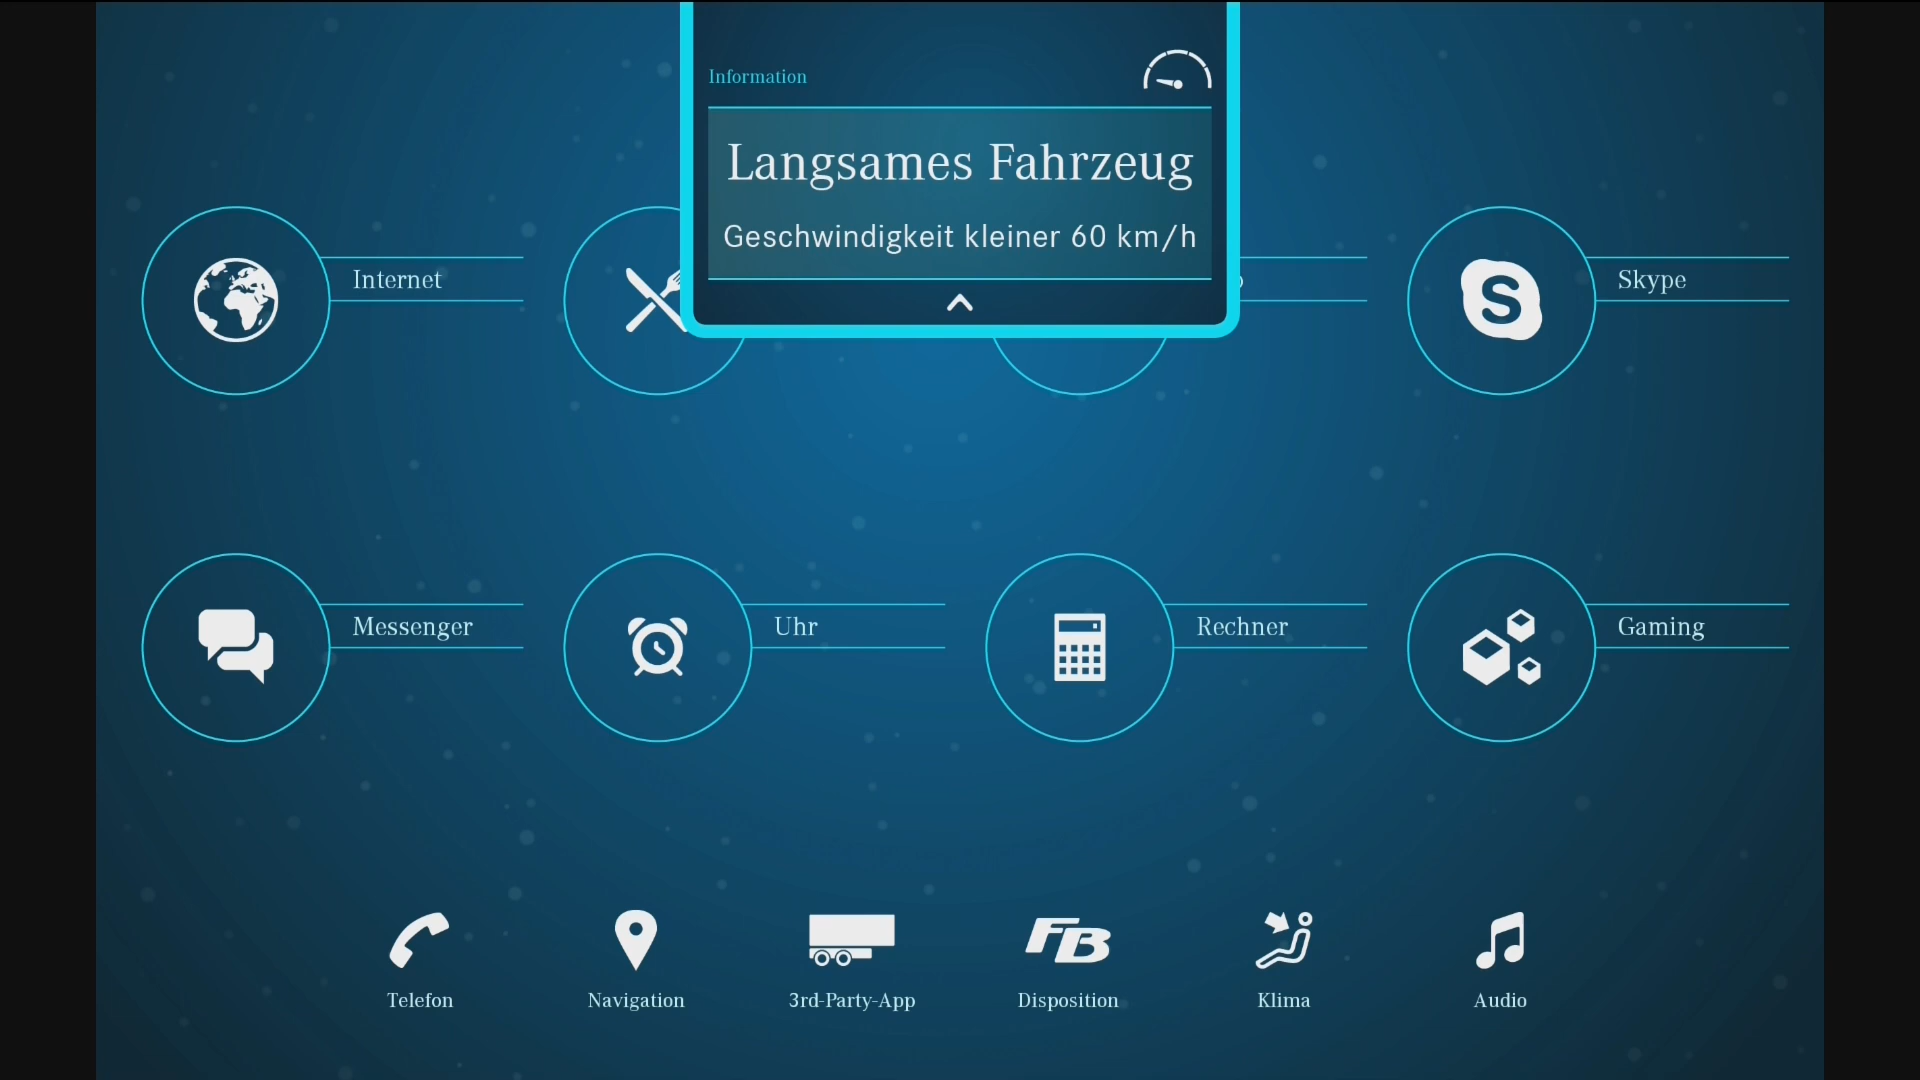 Information
Langsames Fahrzeug
Geschwindigkeit kleiner 60 km/h
Internet
Skype
Messenger
Uhr
Rechner
Gaming
FB
Telefon
Navigation
3rd-Party-App
Disposition
Klima
Audio